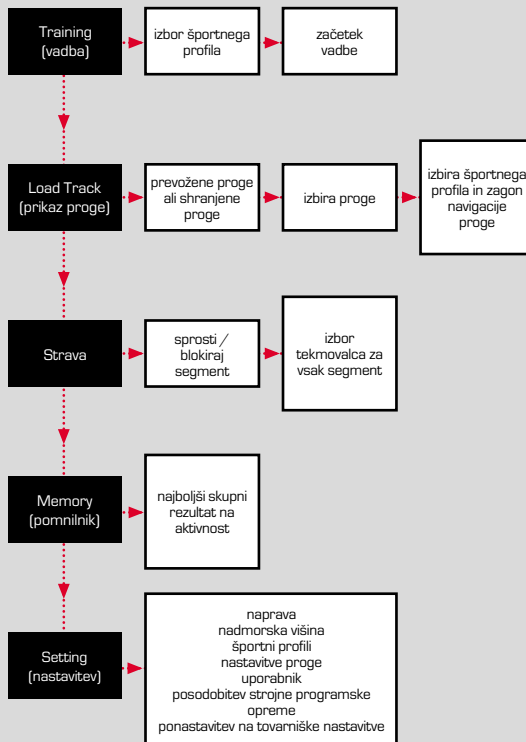 Training
(vadba)
izbor športnega
profila
začetek
vadbe
Load Track
(prikaz proge)
prevožene proge
ali shranjene
proge
izbira proge
izbira športnega
profila in zagon
navigacije
proge
Strava
sprosti /
blokiraj
segment
izbor
tekmovalca za
vsak segment
Memory
(pomnilnik)
najboljši skupni
rezultat na
aktivnost
Setting
(nastavitev)
naprava
nadmorska višina
športni profili
nastavitve proge
uporabnik
posodobitev strojne programske
opreme
ponastavitev na tovarniške nastavitve